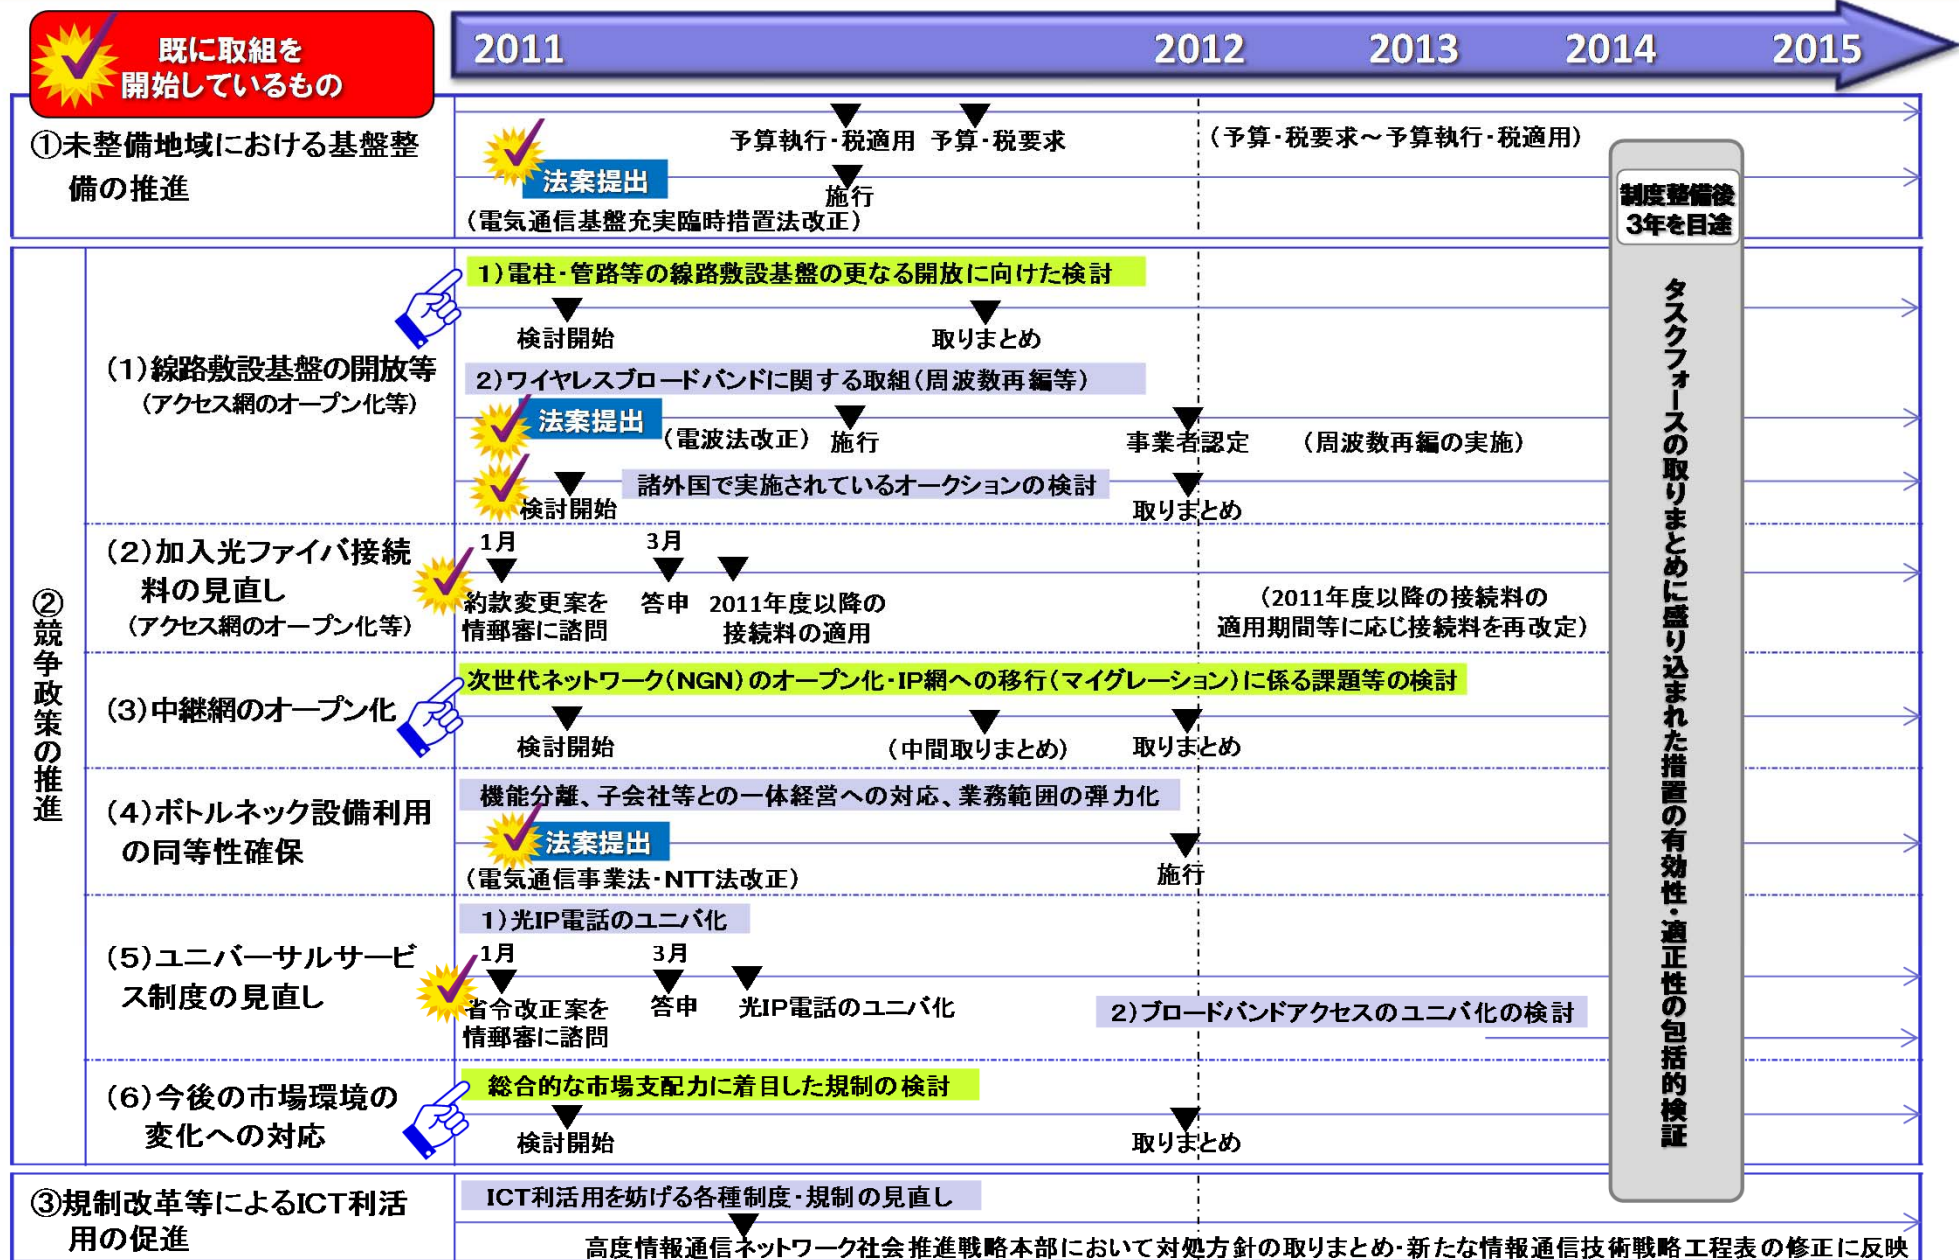 既に取組を
開始しているもの
2011 2012 2013 2014 2015
①未整備地域における基盤整
備の推進
予算執行・税適用 予算・税要求 (予算・税要求～予算執行・税適用)
法案提出 施行
(電気通信基盤充実臨時措置法改正)
制度整備後
3年を目途
タスクフォースの取りまとめに盛り込まれた措置の有効性・適正性の包括的検証
②競争政策の推進
(1)線路敷設基盤の開放等
(アクセス網のオープン化等)
1)電柱・管路等の線路敷設基盤の更なる開放に向けた検討
検討開始 取りまとめ
2)ワイヤレスブロードバンドに関する取組(周波数再編等)
法案提出 (電波法改正) 施行 事業者認定 (周波数再編の実施)
諸外国で実施されているオークションの検討
検討開始 取りまとめ
(2)加入光ファイバ接続
料の見直し
(アクセス網のオープン化等)
1月 3月
約款変更案を 答申 2011年度以降の
情郵審に諮問 接続料の適用
(2011年度以降の接続料の
適用期間等に応じ接続料を再改定)
(3)中継網のオープン化
次世代ネットワーク(NGN)のオープン化・IP網への移行(マイグレーション)に係る課題等の検討
検討開始 (中間取りまとめ) 取りまとめ
(4)ボトルネック設備利用
の同等性確保
機能分離、子会社等との一体経営への対応、業務範囲の弾力化
法案提出
(電気通信事業法・NTT法改正) 施行
(5)ユニバーサルサービ
ス制度の見直し
1)光IP電話のユニバ化
1月 3月
省令改正案を 答申 光IP電話のユニバ化
情郵審に諮問
2)ブロードバンドアクセスのユニバ化の検討
(6)今後の市場環境の
変化への対応
総合的な市場支配力に着目した規制の検討
検討開始 取りまとめ
③規制改革等によるICT利活
用の促進
ICT利活用を妨げる各種制度・規制の見直し
高度情報通信ネットワーク社会推進戦略本部において対処方針の取りまとめ・新たな情報通信技術戦略工程表の修正に反映